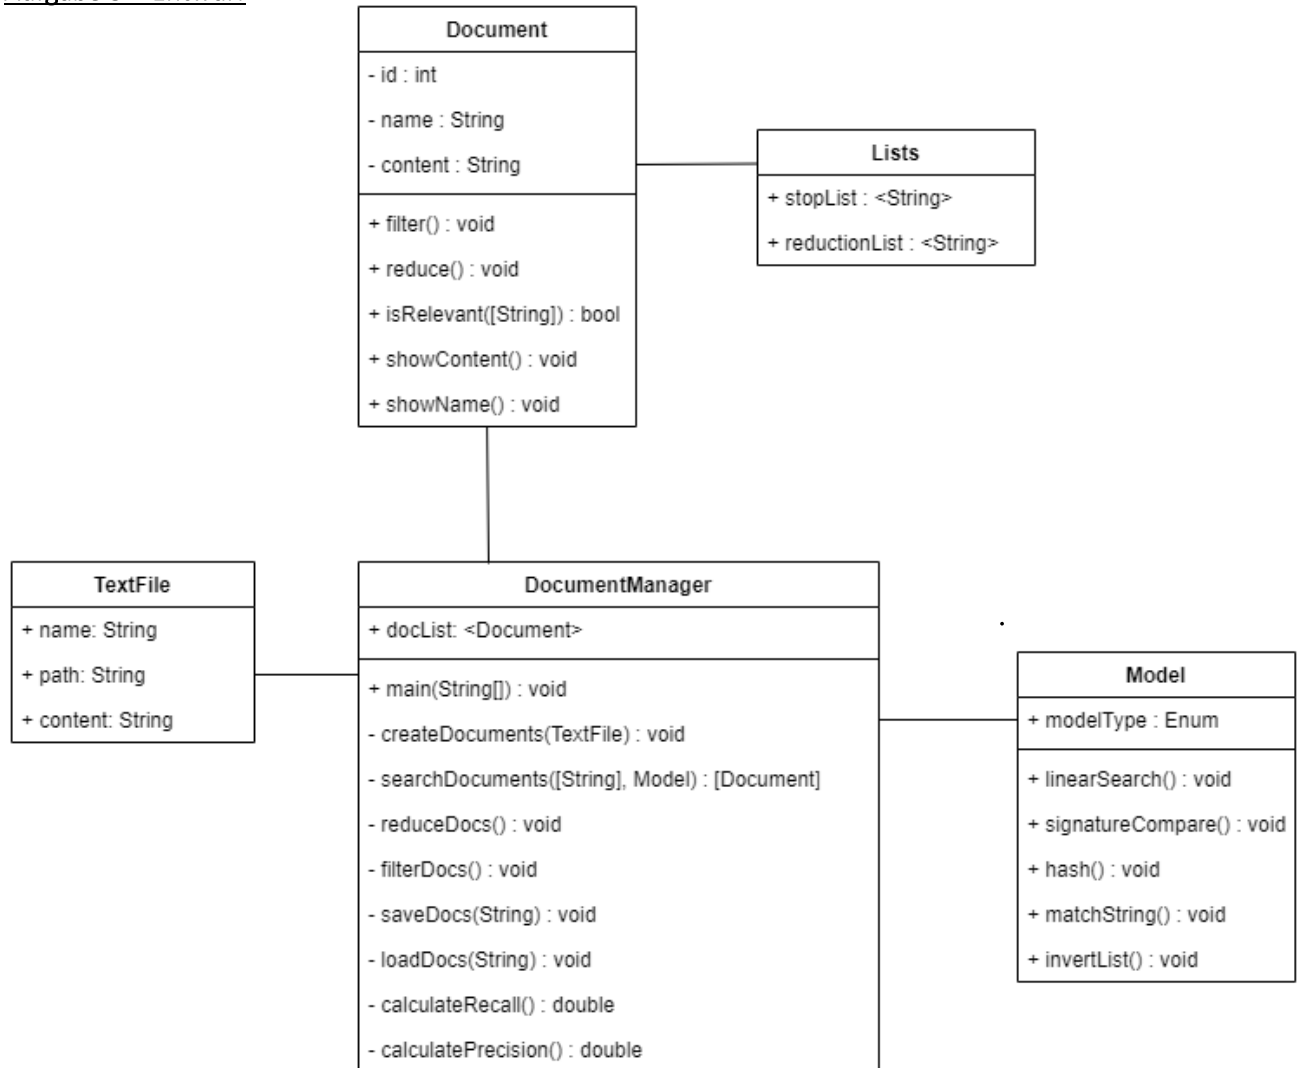 Document
- id : int
- name : String
- content : String
+ filter() : void
+ reduce() : void
+ isRelevant([String]) : bool
+ showContent() : void
+ showName() : void
Lists
+ stopList : <String>
+ reductionList : <String>
TextFile
+ name: String
+ path: String
+ content: String
DocumentManager
+ docList: <Document>
+ main(String[]) : void
- createDocuments(TextFile) : void
- searchDocuments([String], Model) : [Document]
- reduceDocs() : void
- filterDocs() : void
- saveDocs(String) : void
- loadDocs(String) : void
- calculateRecall() : double
- calculatePrecision() : double
Model
+ modelType : Enum
+ linearSearch() : void
+ signatureCompare() : void
+ hash() : void
+ matchString() : void
+ invertList() : void